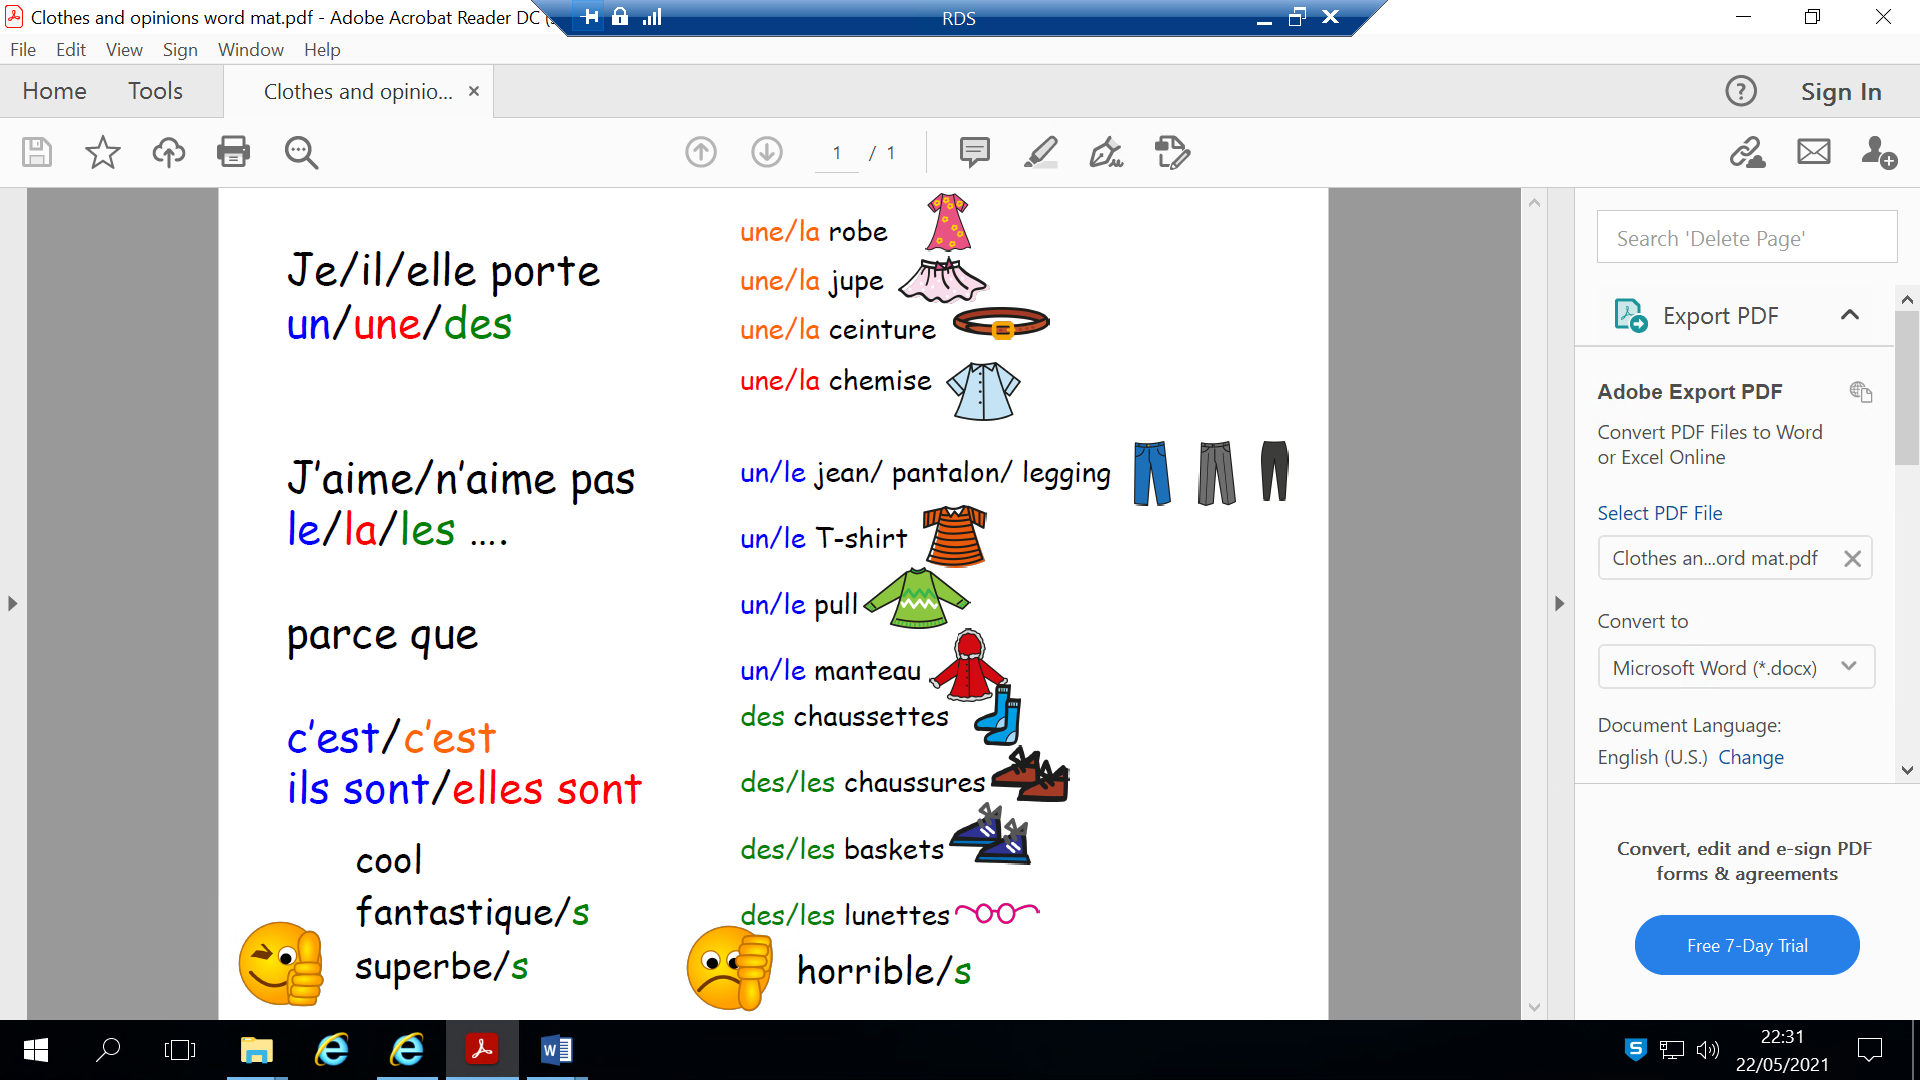 Clothes and opinions word mat.pdf - Adobe Acrobat Reader DC (
RDS
File Edit View Sign Window Help
Home Tools Clothes and opinio... × Sign In
1 / 1
Je/il/elle porte
un/une/des
J'aime/n'aime pas
le/la/les ....
parce que
c'est/c'est
ils sont/elles sont
cool
fantastique/s
superbe/s
une/la robe
une/la jupe
une/la ceinture
une/la chemise
un/le jean/ pantalon/ legging
un/le T-shirt
un/le pull
un/le manteau
des chaussettes
des/les chaussures
des/les baskets
des/les lunettes
horrible/s
Search 'Delete Page'
Export PDF
Adobe Export PDF
Convert PDF Files to Word
or Excel Online
Select PDF File
Clothes an...ord mat.pdf
Convert to
Microsoft Word (*.docx)
Document Language:
English (U.S.) Change
Convert, edit and e-sign PDF
forms & agreements
Free 7-Day Trial
22:31
22/05/2021